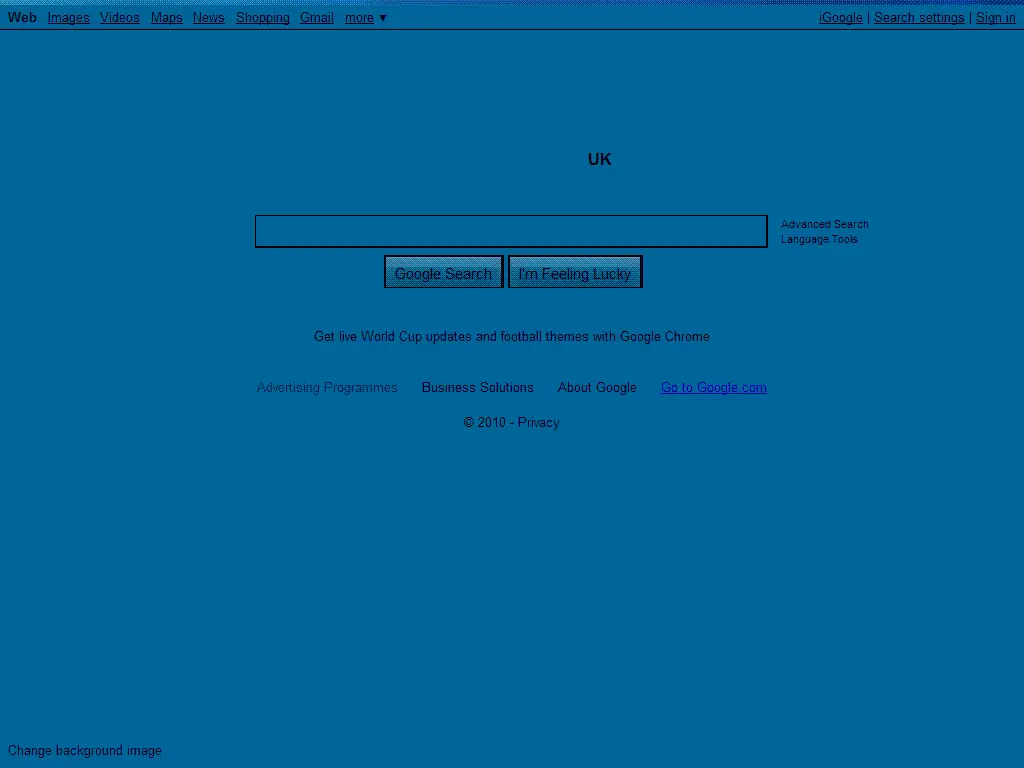 Web Images Videos Maps News Shopping Gmail more ▼ iGoogle | Search settings | Sign in
UK
Advanced Search
Language Tools
Google Search I'm Feeling Lucky
Get live World Cup updates and football themes with Google Chrome
Advertising Programmes Business Solutions About Google Go to Google.com
© 2010 - Privacy
Change background image